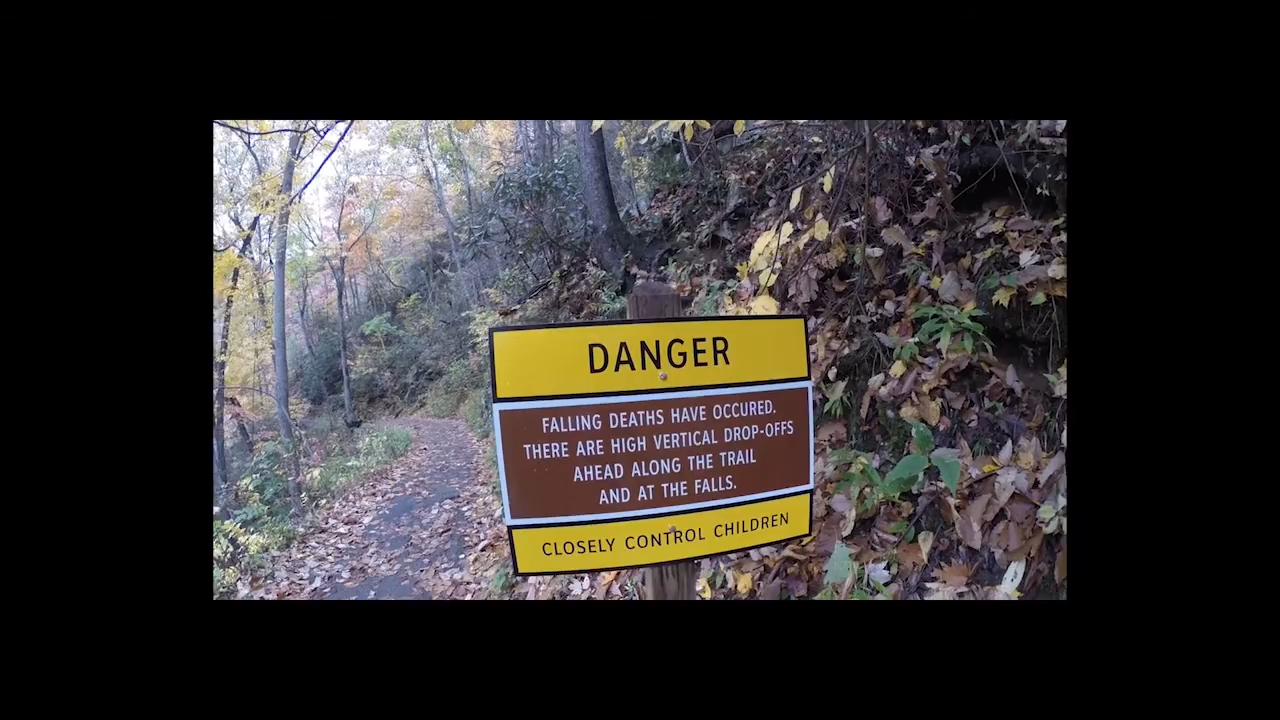 DANGER
FALLING DEATHS HAVE OCCURED.
THERE ARE HIGH VERTICAL DROP-OFFS
AHEAD ALONG THE TRAIL
AND AT THE FALLS.
CLOSELY CONTROL CHILDREN